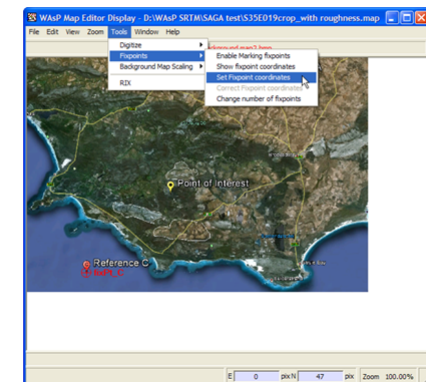 WAsP Map Editor Display - D:\WAsP SRTM\SAGA test\S35E019crop_with roughness.map
File Edit View Zoom Tools Window Help
Digitize
Fixpoints
Background Map Scaling
RIX
Enable Marking fixpoints
Show fixpoint coordinates
Set Fixpoint coordinates
Correct Fixpoint coordinates
Change number of fixpoints
Point of Interest
Reference C
E 0 pix N 47 pix Zoom 100.00%